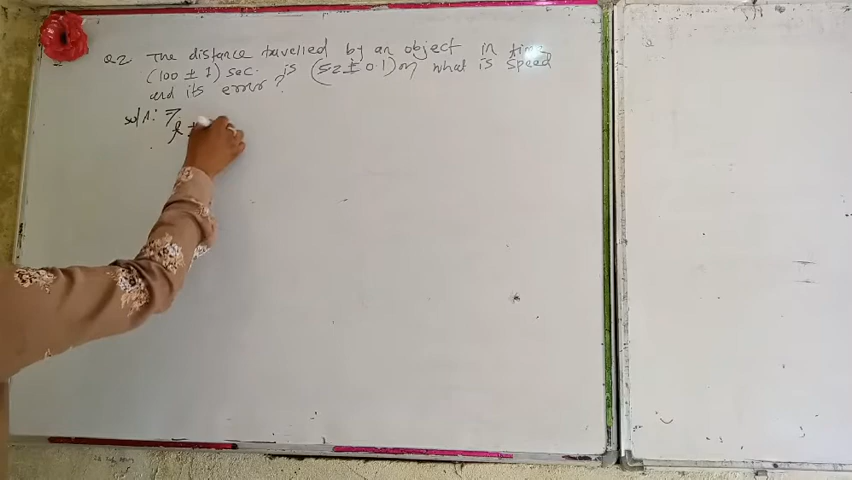 Q2 The distance travelled by an object in time
(100 ± 1) sec. is (52 ± 0.1)m what is speed
and its error?
soln: